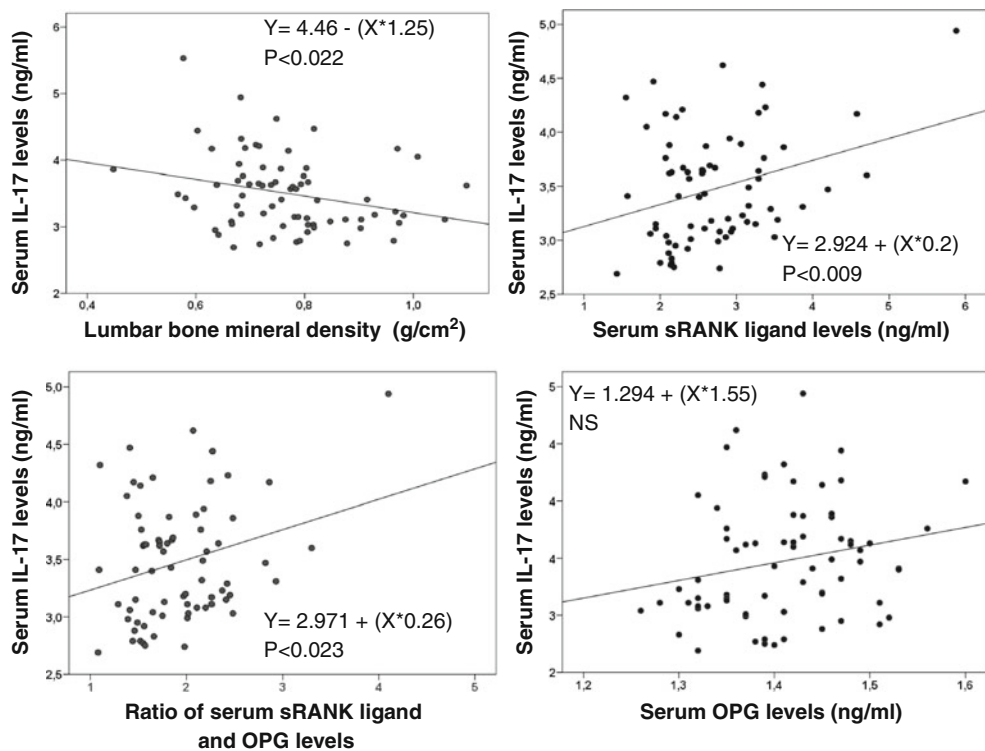 Y= 4.46 - (X*1.25)
P<0.022
Serum IL-17 levels (ng/ml)
6
5
4
3
2
0,4
0,6
0,8
1,0
Lumbar bone mineral density (g/cm²)
Serum IL-17 levels (ng/ml)
5,0
4,5
4,0
3,5
3,0
2,5
Y= 2.924 + (X*0.2)
P<0.009
1
2
3
4
5
6
Serum sRANK ligand levels (ng/ml)
Serum IL-17 levels (ng/ml)
5,0
4,5
4,0
3,5
3,0
2,5
Y= 2.971 + (X*0.26)
P<0.023
1
2
3
4
5
Ratio of serum sRANK ligand
and OPG levels
Y= 1.294 + (X*1.55)
NS
Serum IL-17 levels (ng/ml)
5,0
4
4
4
3
2
1,2
1,3
1,4
1,5
1,6
Serum OPG levels (ng/ml)